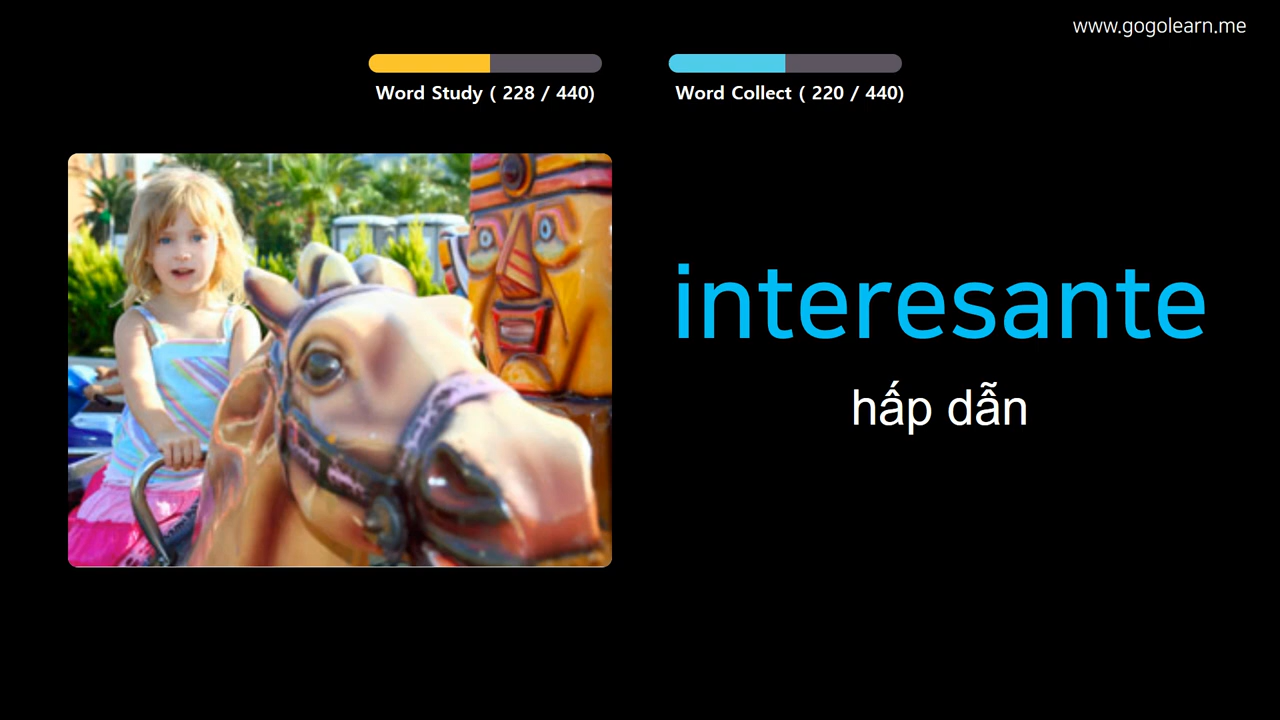 www.gogolearn.me
Word Study ( 228 / 440)
Word Collect ( 220 / 440)
interesante
hấp dẫn